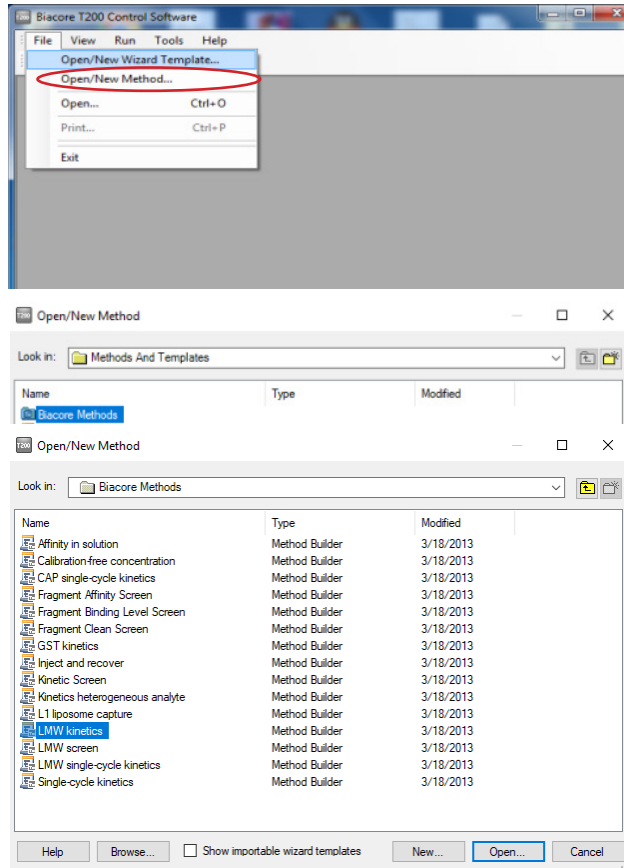 Biacore T200 Control Software
File View Run Tools Help
Open/New Wizard Template...
Open/New Method...
Open... Ctrl+O
Print... Ctrl+P
Exit
T200 Open/New Method
Look in: Methods And Templates
Name Type Modified
Biacore Methods
T200 Open/New Method
Look in: Biacore Methods
Name Type Modified
Affinity in solution Method Builder 3/18/2013
Calibration-free concentration Method Builder 3/18/2013
CAP single-cycle kinetics Method Builder 3/18/2013
Fragment Affinity Screen Method Builder 3/18/2013
Fragment Binding Level Screen Method Builder 3/18/2013
Fragment Clean Screen Method Builder 3/18/2013
GST kinetics Method Builder 3/18/2013
Inject and recover Method Builder 3/18/2013
Kinetic Screen Method Builder 3/18/2013
Kinetics heterogeneous analyte Method Builder 3/18/2013
L1 liposome capture Method Builder 3/18/2013
LMW kinetics Method Builder 3/18/2013
LMW screen Method Builder 3/18/2013
LMW single-cycle kinetics Method Builder 3/18/2013
Single-cycle kinetics Method Builder 3/18/2013
Help Browse... Show importable wizard templates New... Open... Cancel